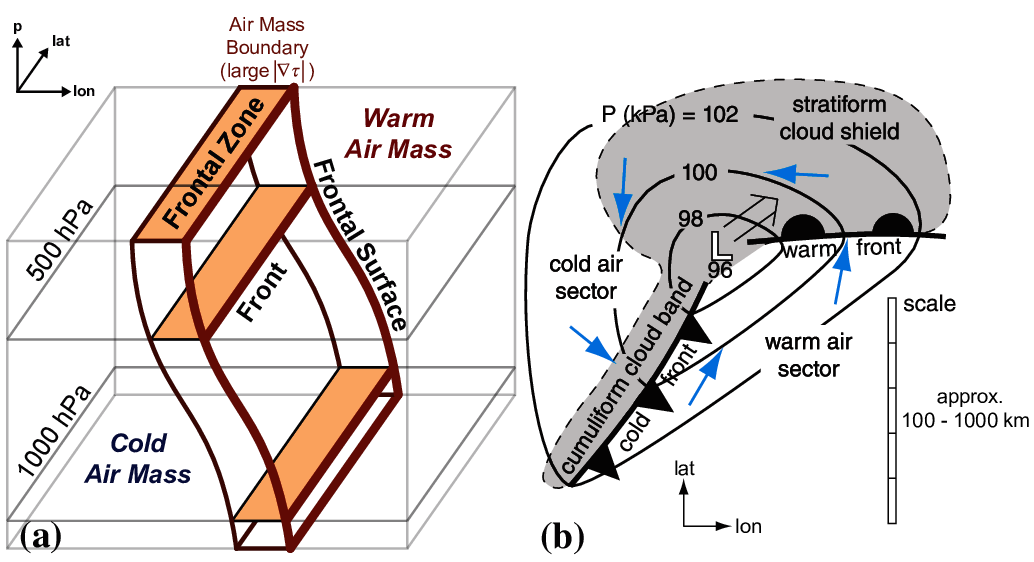 p
lat
lon
Air Mass
Boundary
(large |∇τ|)
Warm
Air Mass
Frontal Zone
Frontal Surface
Front
500 hPa
1000 hPa
Cold
Air Mass
(a)
P (kPa) = 102
stratiform
cloud shield
100
98
L
96
warm front
cold air
sector
cumuliform cloud band
cold front
warm air
sector
scale
approx.
100 - 1000 km
lat
lon
(b)